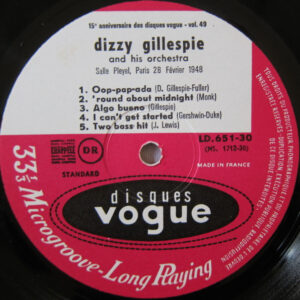 15e anniversaire des disques vogue - vol. 49
dizzy gillespie
and his orchestra
Salle Pleyel, Paris 28 Février 1948
1. Oop-pap-ada (D. Gillespie-Fuller)
2. 'round about midnight (Monk)
3. Algo bueno (Gillespie)
4. I can't get started (Gershwin-Duke)
5. Two bass hit (J. Lewis)
LD.651-30
DR
STANDARD
MADE IN FRANCE
disques
vogue
33⅓ Microgroove - Long Playing